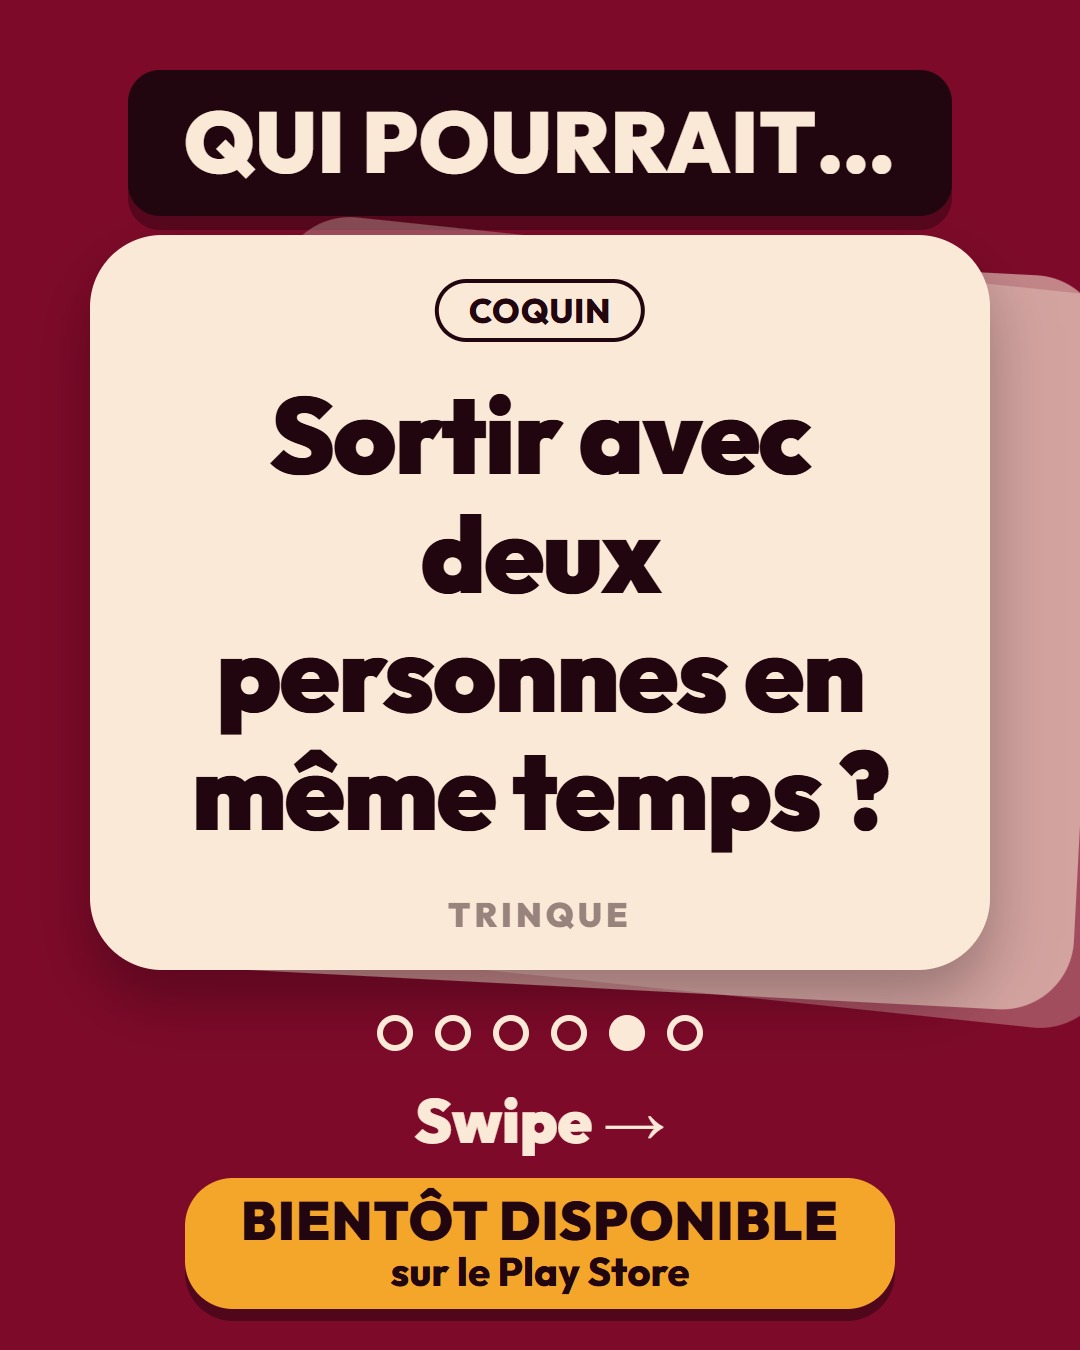 QUI POURRAIT...
COQUIN
Sortir avec
deux
personnes en
même temps ?
TRINQUE
Swipe →
BIENTÔT DISPONIBLE
sur le Play Store